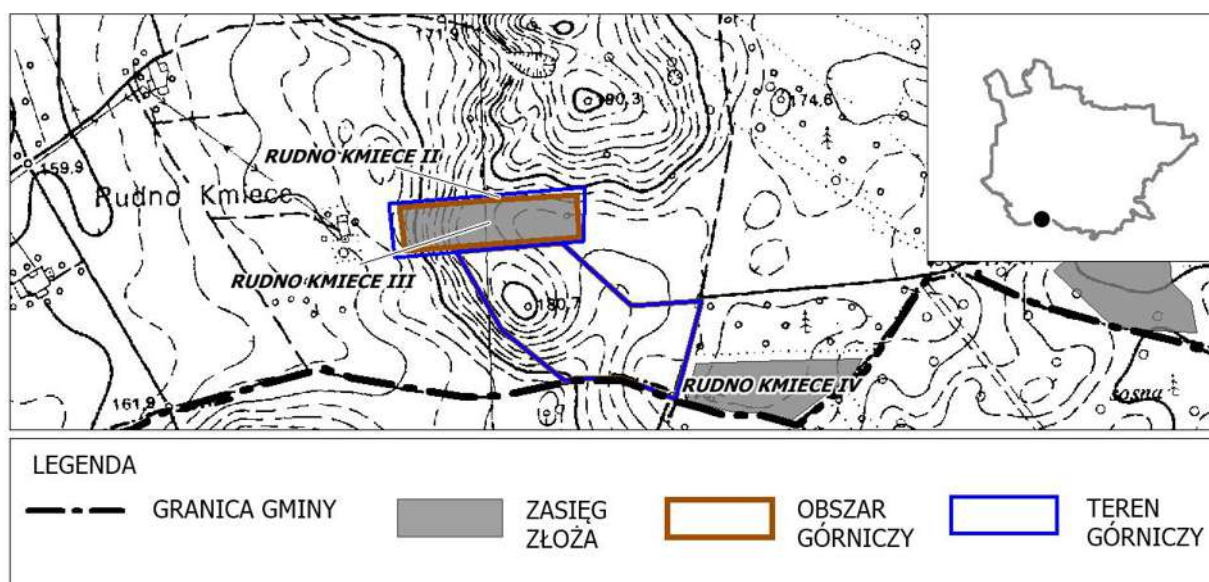 171,9
190,3
174,6
RUDNO KMIECE II
159,9
Rudno Kmiece
RUDNO KMIECE III
180,7
RUDNO KMIECE IV
161,9
sosna
LEGENDA
GRANICA GMINY
ZASIĘG
ZŁOŻA
OBSZAR
GÓRNICZY
TEREN
GÓRNICZY